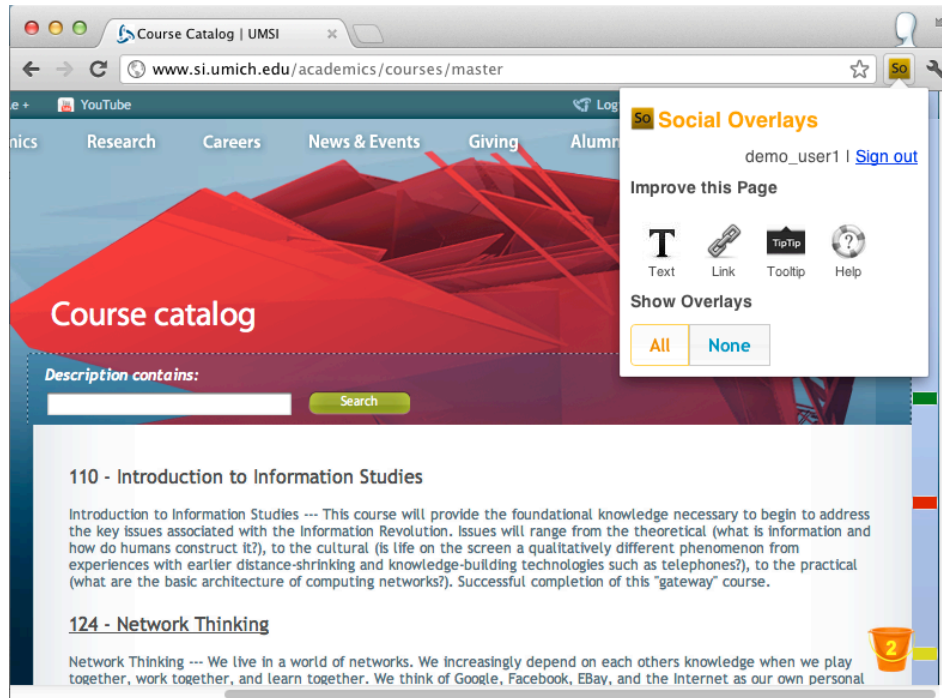 Course Catalog | UMSI
www.si.umich.edu/academics/courses/master
So
.e +
YouTube
Log
nics
Research
Careers
News & Events
Giving
Alumn
So Social Overlays
demo_user1 | Sign out
Improve this Page
T
TipTip
?
Text
Link
Tooltip
Help
Show Overlays
All
None
Course catalog
Description contains:
Search
110 - Introduction to Information Studies
Introduction to Information Studies --- This course will provide the foundational knowledge necessary to begin to address
the key issues associated with the Information Revolution. Issues will range from the theoretical (what is information and
how do humans construct it?), to the cultural (is life on the screen a qualitatively different phenomenon from
experiences with earlier distance-shrinking and knowledge-building technologies such as telephones?), to the practical
(what are the basic architecture of computing networks?). Successful completion of this "gateway" course.
124 - Network Thinking
2
Network Thinking --- We live in a world of networks. We increasingly depend on each others knowledge when we play
together, work together, and learn together. We think of Google, Facebook, EBay, and the Internet as our own personal